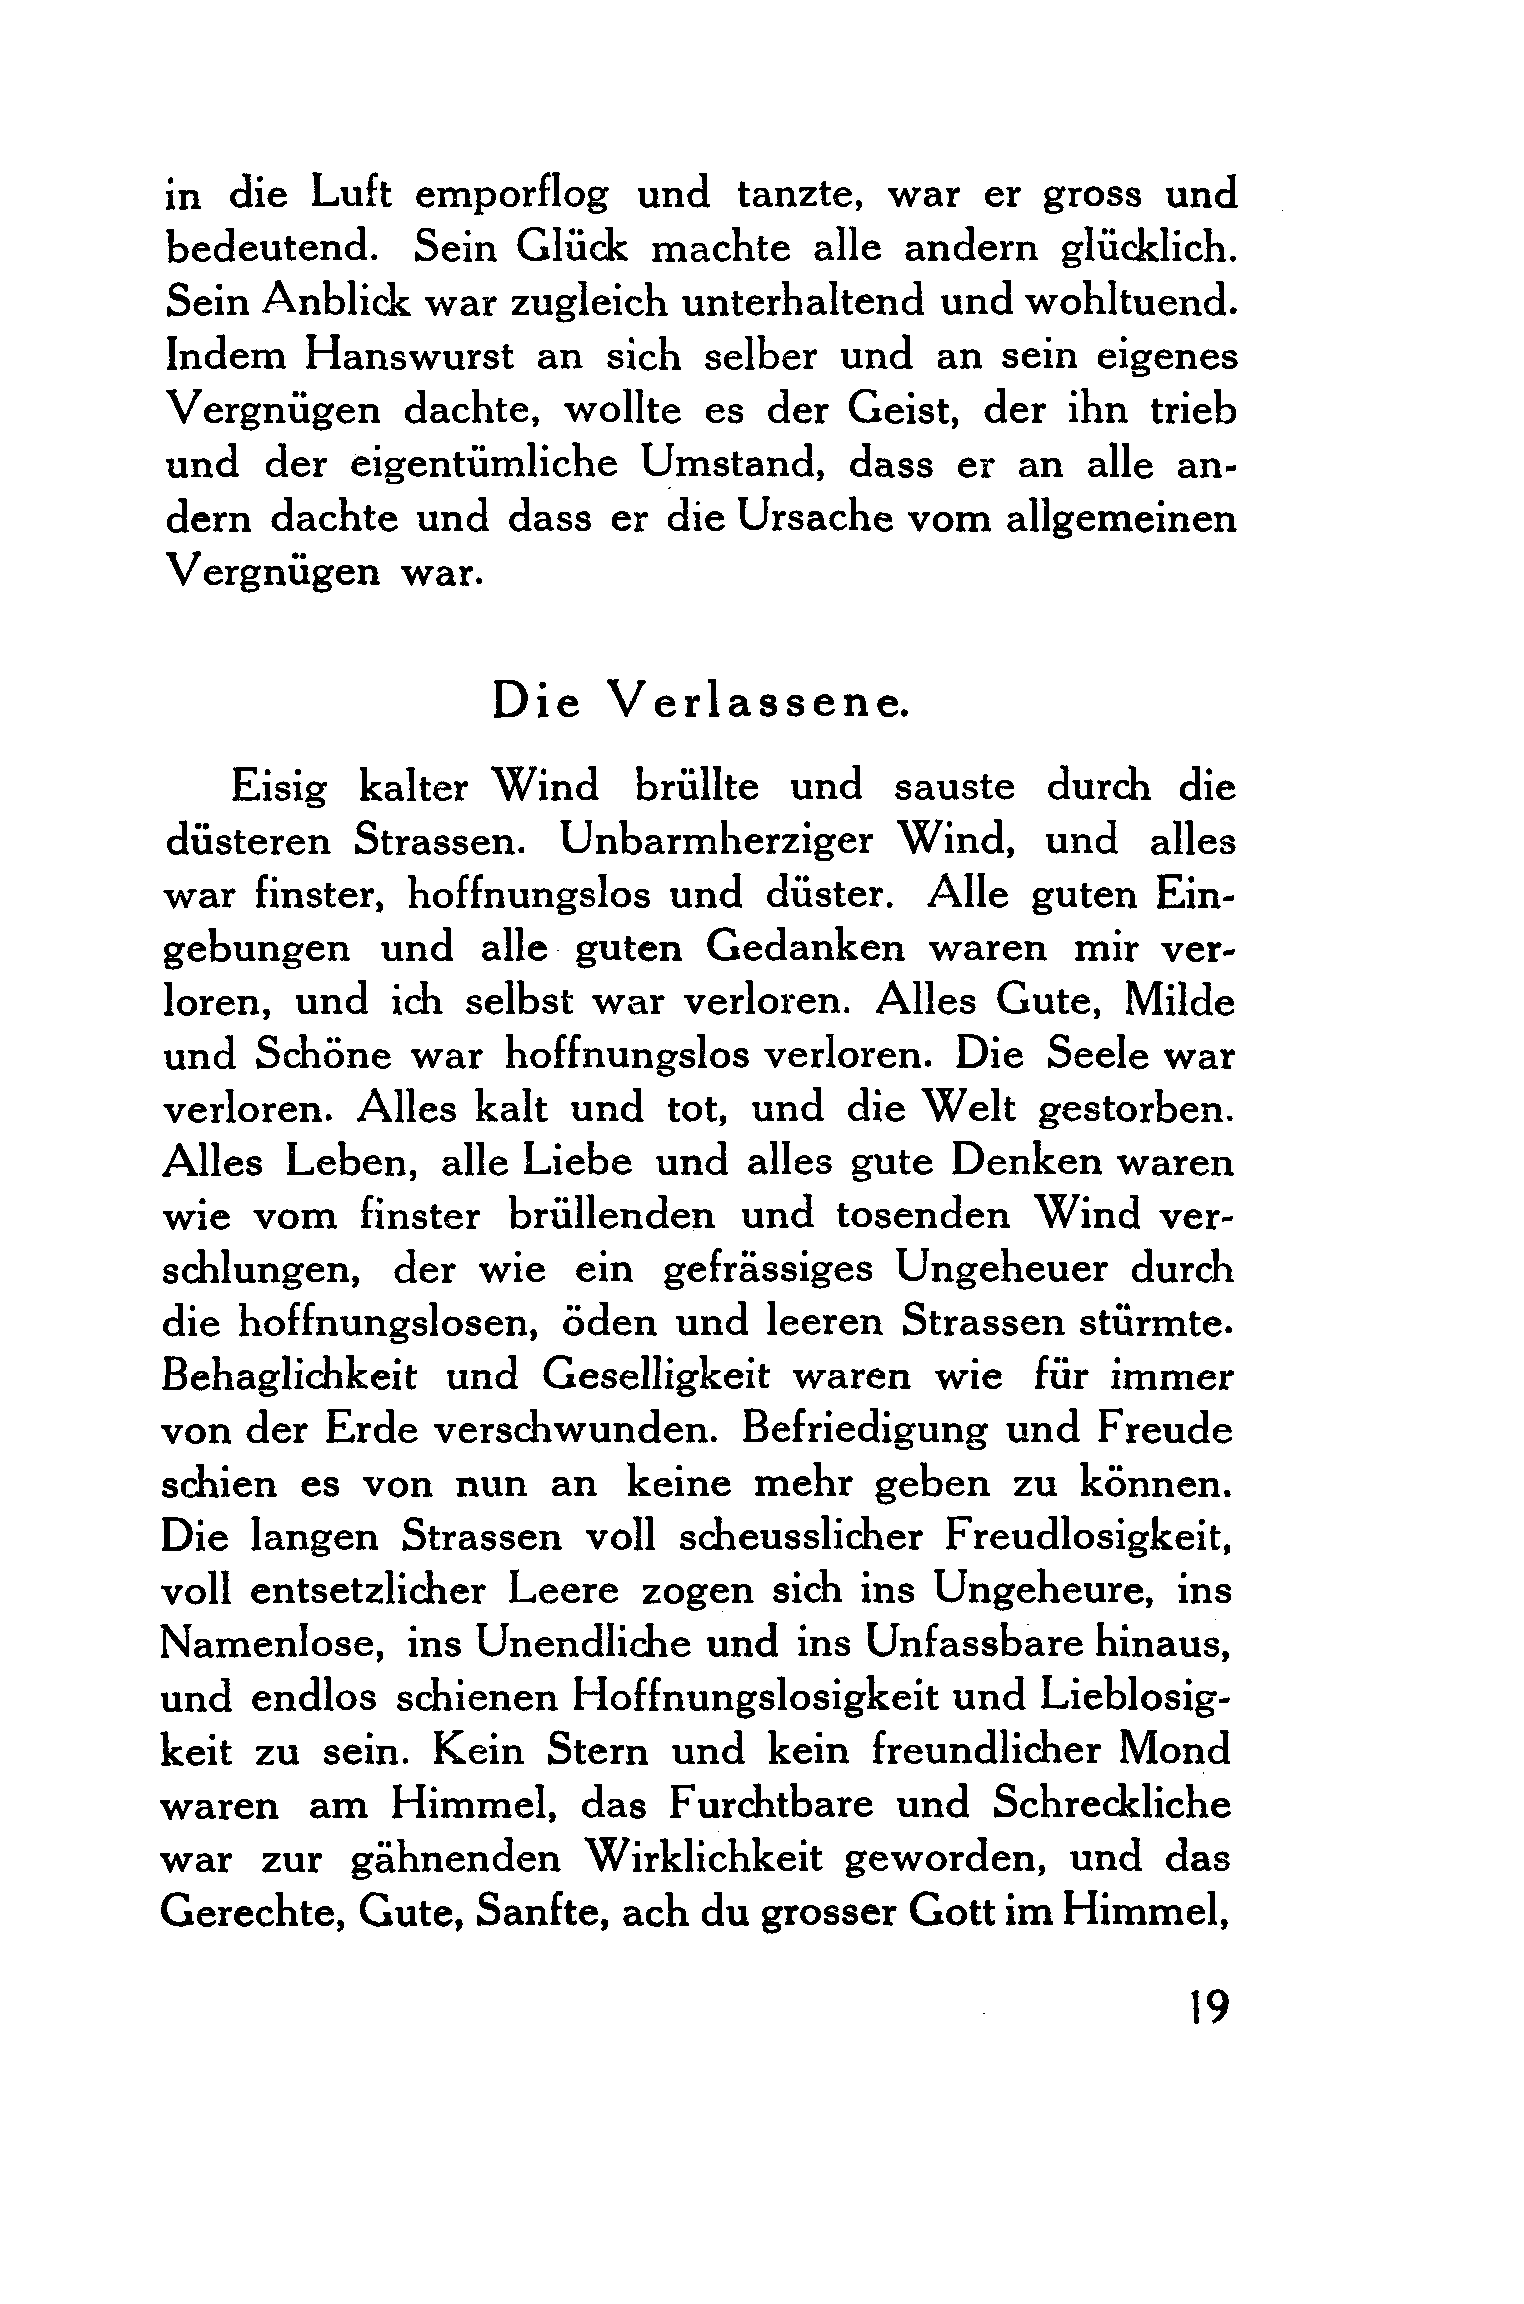 in die Luft emporflog und tanzte, war er gross und
bedeutend. Sein Glück machte alle andern glücklich.
Sein Anblick war zugleich unterhaltend und wohltuend.
Indem Hanswurst an sich selber und an sein eigenes
Vergnügen dachte, wollte es der Geist, der ihn trieb
und der eigentümliche Umstand, dass er an alle an-
dern dachte und dass er die Ursache vom allgemeinen
Vergnügen war.
Die Verlassene.
Eisig kalter Wind brüllte und sauste durch die
düsteren Strassen. Unbarmherziger Wind, und alles
war finster, hoffnungslos und düster. Alle guten Ein-
gebungen und alle guten Gedanken waren mir ver-
loren, und ich selbst war verloren. Alles Gute, Milde
und Schöne war hoffnungslos verloren. Die Seele war
verloren. Alles kalt und tot, und die Welt gestorben.
Alles Leben, alle Liebe und alles gute Denken waren
wie vom finster brüllenden und tosenden Wind ver-
schlungen, der wie ein gefrässiges Ungeheuer durch
die hoffnungslosen, öden und leeren Strassen stürmte.
Behaglichkeit und Geselligkeit waren wie für immer
von der Erde verschwunden. Befriedigung und Freude
schien es von nun an keine mehr geben zu können.
Die langen Strassen voll scheusslicher Freudlosigkeit,
voll entsetzlicher Leere zogen sich ins Ungeheure, ins
Namenlose, ins Unendliche und ins Unfassbare hinaus,
und endlos schienen Hoffnungslosigkeit und Lieblosig-
keit zu sein. Kein Stern und kein freundlicher Mond
waren am Himmel, das Furchtbare und Schreckliche
war zur gähnenden Wirklichkeit geworden, und das
Gerechte, Gute, Sanfte, ach du grosser Gott im Himmel,
19